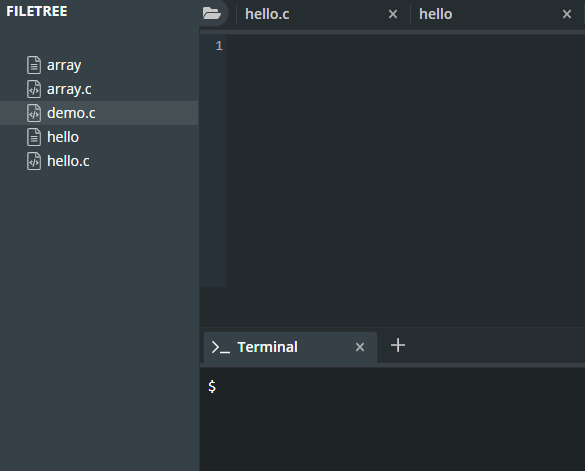 FILETREE
array
array.c
demo.c
hello
hello.c
hello.c × hello ×
1
>_ Terminal × +
$